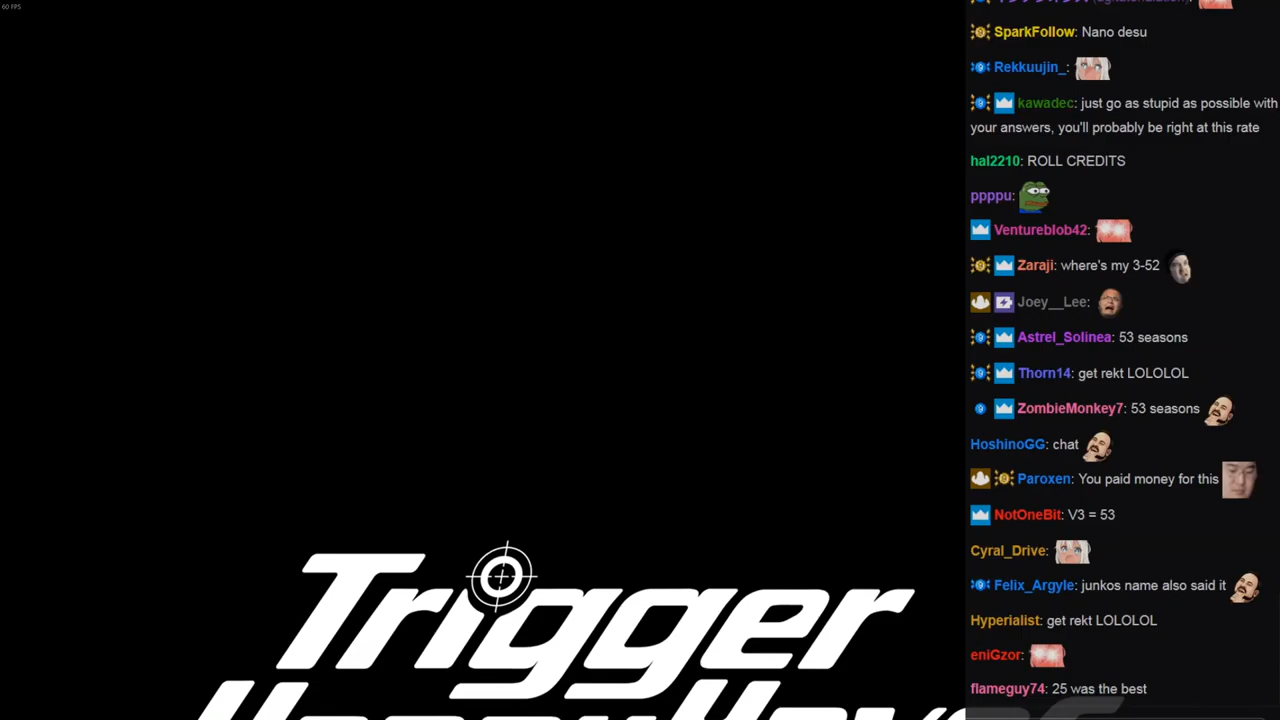 60 FPS
SparkFollow: Nano desu
Rekkuujin_:
kawadec: just go as stupid as possible with
your answers, you'll probably be right at this rate
hal2210: ROLL CREDITS
ppppu:
Ventureblob42:
Zaraji: where's my 3-52
Joey__Lee:
Astrel_Solinea: 53 seasons
Thorn14: get rekt LOLOLOL
ZombieMonkey7: 53 seasons
HoshinoGG: chat
Paroxen: You paid money for this
NotOneBit: V3 = 53
Cyral_Drive:
Felix_Argyle: junkos name also said it
Hyperialist: get rekt LOLOLOL
eniGzor:
flameguy74: 25 was the best
Trigger